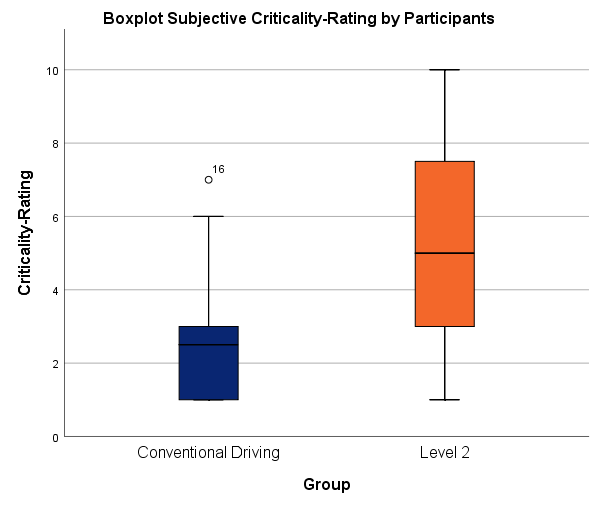 Boxplot Subjective Criticality-Rating by Participants
10
8
6
4
2
0
Criticality-Rating
16
Conventional Driving
Level 2
Group